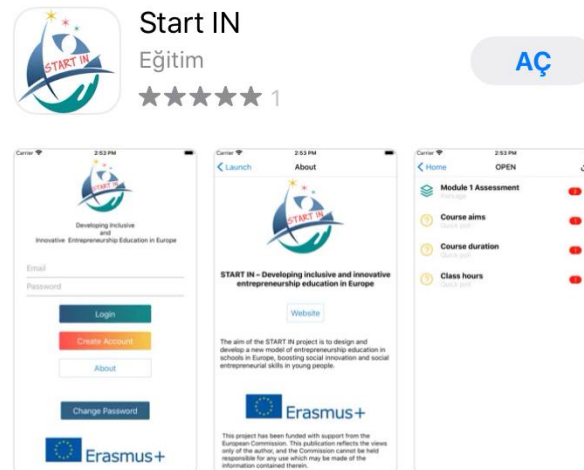 Start IN
Eğitim
AÇ
1
Carrier
2:53 PM
START IN
Developing Inclusive
and
Innovative Entrepreneurship Education in Europe
Email
Password
Login
Create Account
About
Change Password
Erasmus+
Carrier
2:53 PM
Launch
About
START IN
START IN – Developing inclusive and innovative
entrepreneurship education in Europe
Website
The aim of the START IN project is to design and
develop a new model of entrepreneurship education in
schools in Europe, boosting social innovation and social
entrepreneurial skills in young people.
Erasmus+
This project has been funded with support from the
European Commission. This publication reflects the views
only of the author, and the Commission cannot be held
responsible for any use which may be made of the
information contained therein.
Carrier
2:53 PM
Home
OPEN
Module 1 Assessment
Package
Course aims
Quick poll
Course duration
Quick poll
Class hours
Quick poll